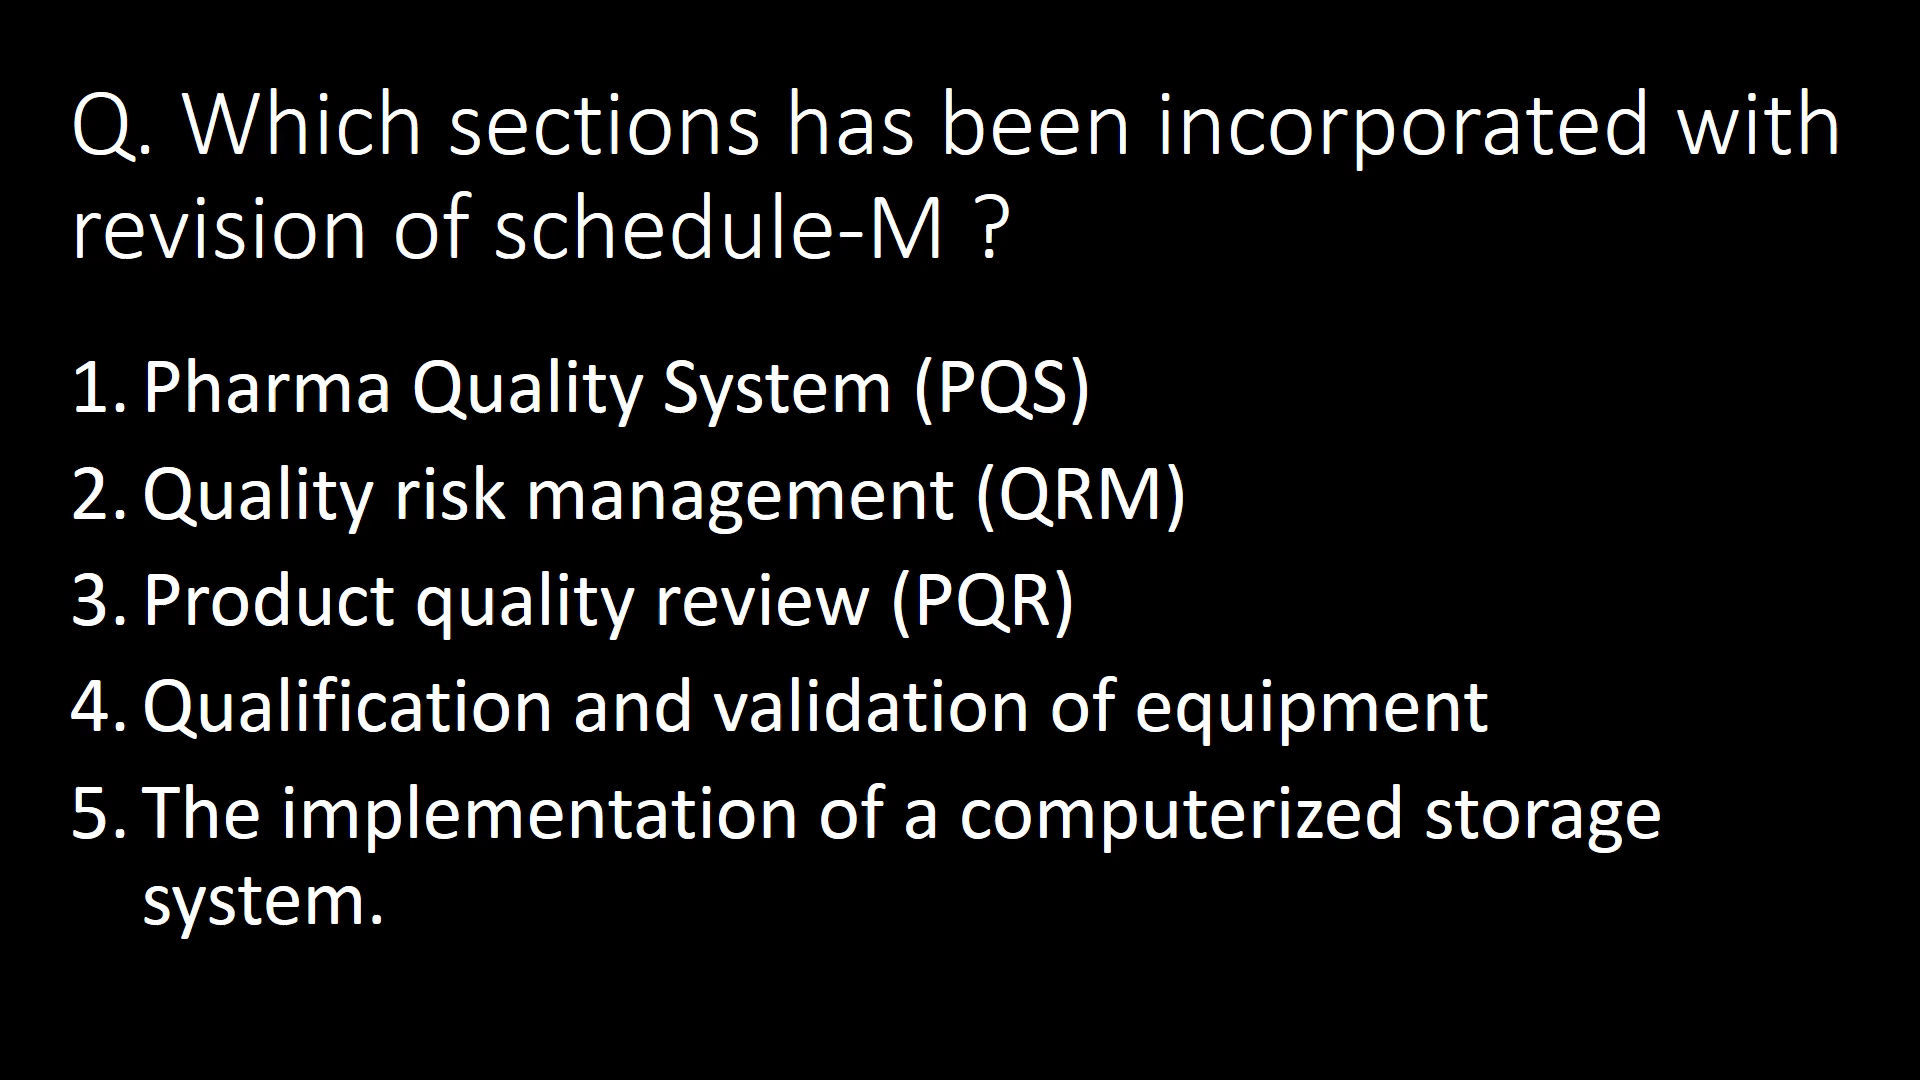 Q. Which sections has been incorporated with
revision of schedule-M ?
1. Pharma Quality System (PQS)
2. Quality risk management (QRM)
3. Product quality review (PQR)
4. Qualification and validation of equipment
5. The implementation of a computerized storage
system.